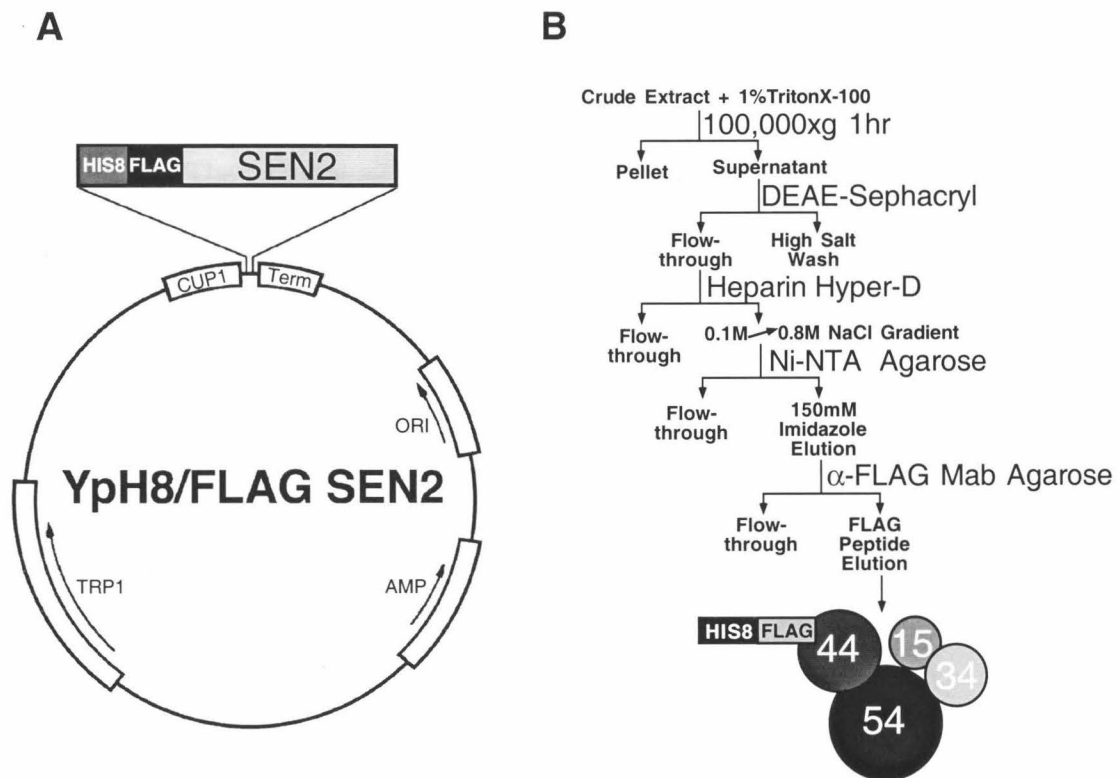 A
HIS8 FLAG SEN2
CUP1 Term
ORI
YpH8/FLAG SEN2
TRP1
AMP
B
Crude Extract + 1%TritonX-100
100,000xg 1hr
Pellet Supernatant
DEAE-Sephacryl
Flow-
through
High Salt
Wash
Heparin Hyper-D
Flow-
through
0.1M 0.8M NaCl Gradient
Ni-NTA Agarose
Flow-
through
150mM
Imidazole
Elution
α-FLAG Mab Agarose
Flow-
through
FLAG
Peptide
Elution
HIS8 FLAG 44 15
34
54